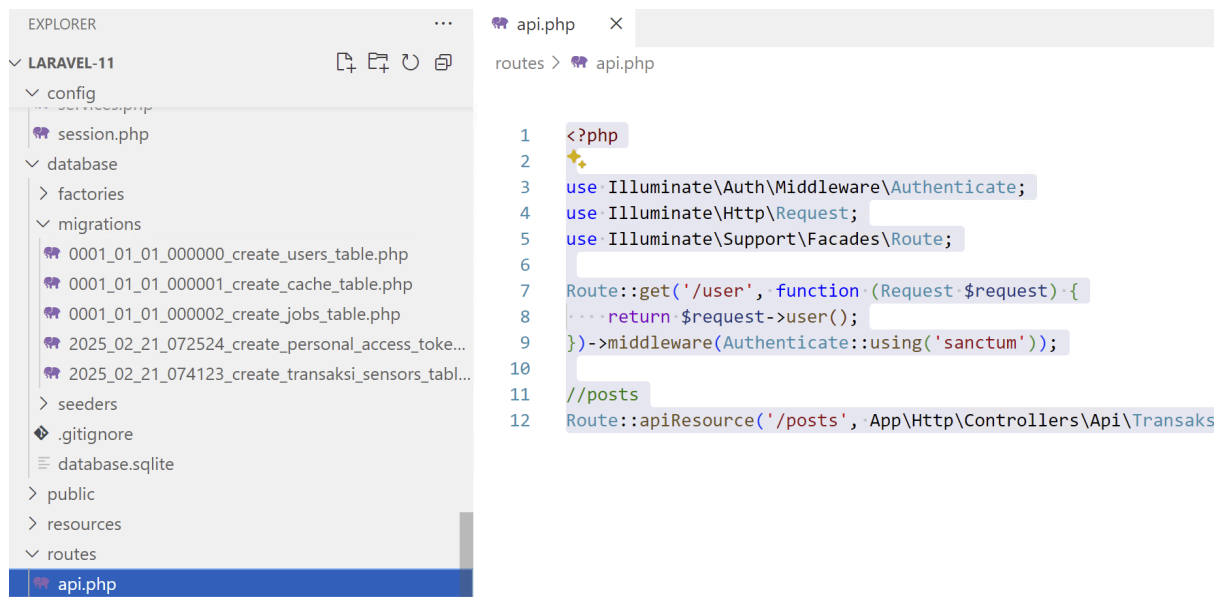 EXPLORER
LARAVEL-11
config
services.php
session.php
database
factories
migrations
0001_01_01_000000_create_users_table.php
0001_01_01_000001_create_cache_table.php
0001_01_01_000002_create_jobs_table.php
2025_02_21_072524_create_personal_access_toke...
2025_02_21_074123_create_transaksi_sensors_tabl...
seeders
.gitignore
database.sqlite
public
resources
routes
api.php
api.php
routes > api.php
1 <?php
2
3 use Illuminate\Auth\Middleware\Authenticate;
4 use Illuminate\Http\Request;
5 use Illuminate\Support\Facades\Route;
6
7 Route::get('/user', function (Request $request) {
8 return $request->user();
9 })->middleware(Authenticate::using('sanctum'));
10
11 //posts
12 Route::apiResource('/posts', App\Http\Controllers\Api\Transaks